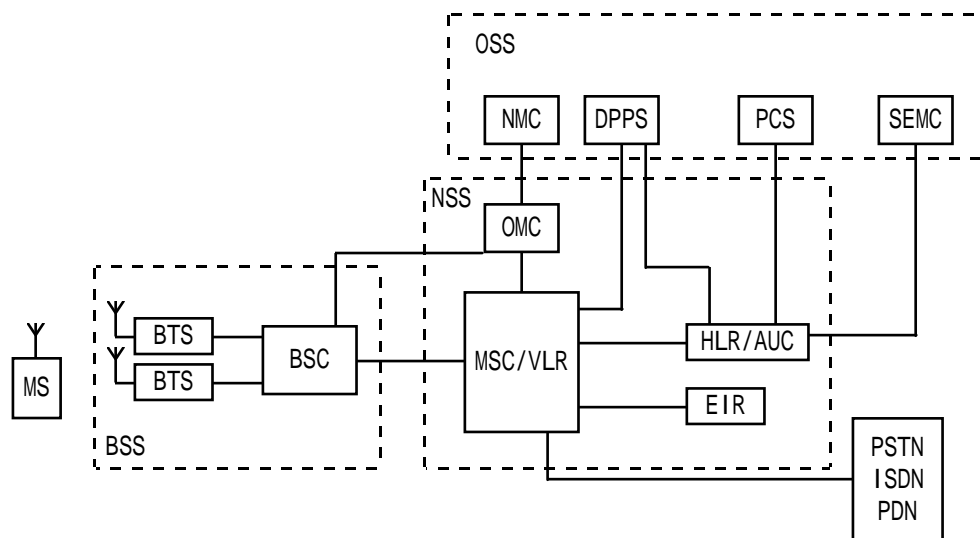 OSS
NMC
DPPS
PCS
SEMC
NSS
OMC
BTS
BSC
MSC/VLR
HLR/AUC
MS
BTS
EIR
BSS
PSTN
ISDN
PDN